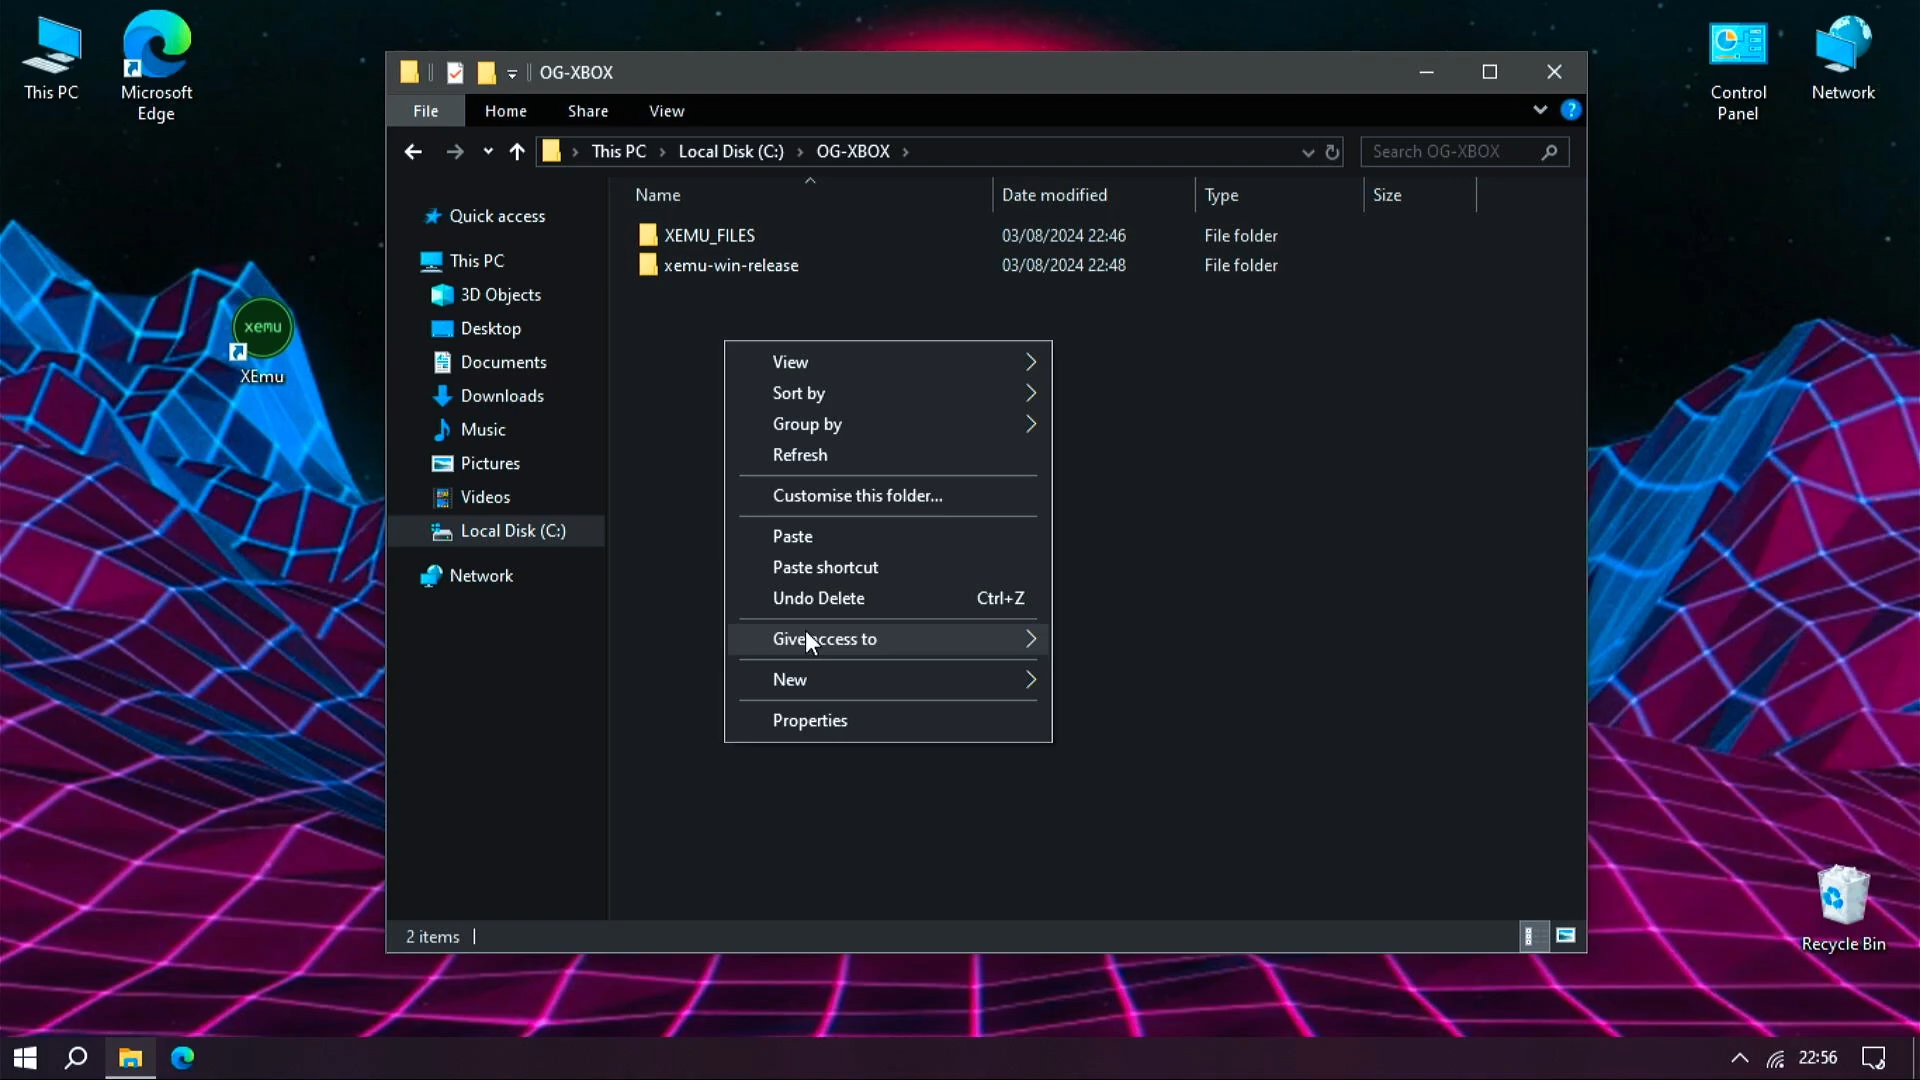 This PC
Microsoft
Edge
Control
Panel
Network
xemu
XEmu
Recycle Bin
OG-XBOX
File
Home
Share
View
?
This PC
Local Disk (C:)
OG-XBOX
Search OG-XBOX
Name
Date modified
Type
Size
Quick access
This PC
3D Objects
Desktop
Documents
Downloads
Music
Pictures
Videos
Local Disk (C:)
Network
XEMU_FILES
03/08/2024 22:46
File folder
xemu-win-release
03/08/2024 22:48
File folder
View
Sort by
Group by
Refresh
Customise this folder...
Paste
Paste shortcut
Undo Delete
Ctrl+Z
Give access to
New
Properties
2 items
22:56